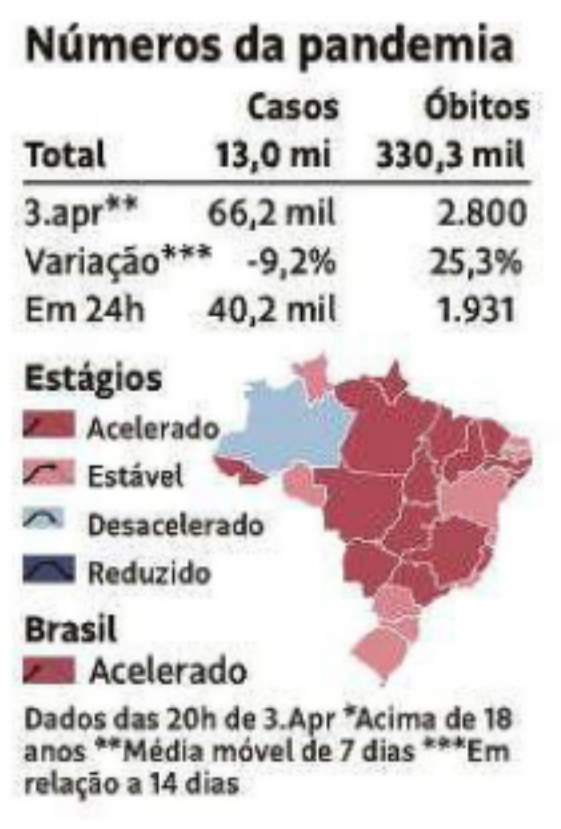 Números da pandemia
Casos Óbitos
Total 13,0 mi 330,3 mil
3.apr** 66,2 mil 2.800
Variação*** -9,2% 25,3%
Em 24h 40,2 mil 1.931
Estágios
Acelerado
Estável
Desacelerado
Reduzido
Brasil
Acelerado
Dados das 20h de 3.Apr *Acima de 18
anos **Média móvel de 7 dias ***Em
relação a 14 dias